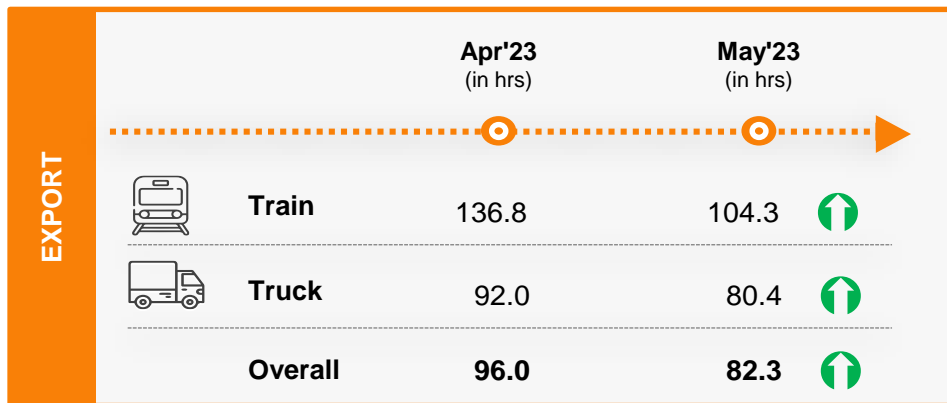 EXPORT
Apr'23 May'23
(in hrs) (in hrs)
Train 136.8 104.3
Truck 92.0 80.4
Overall 96.0 82.3